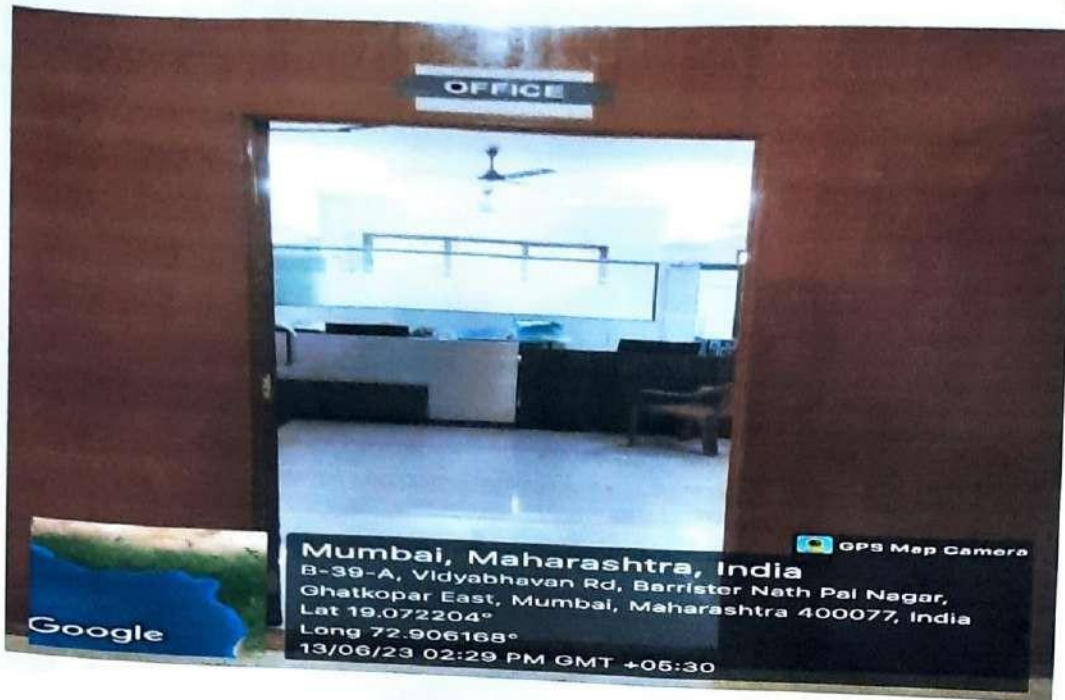 OFFICE
GPS Map Camera
Mumbai, Maharashtra, India
B-39-A, Vidyabhavan Rd, Barrister Nath Pai Nagar,
Ghatkopar East, Mumbai, Maharashtra 400077, India
Lat 19.072204°
Long 72.906168°
13/06/23 02:29 PM GMT +05:30
Google